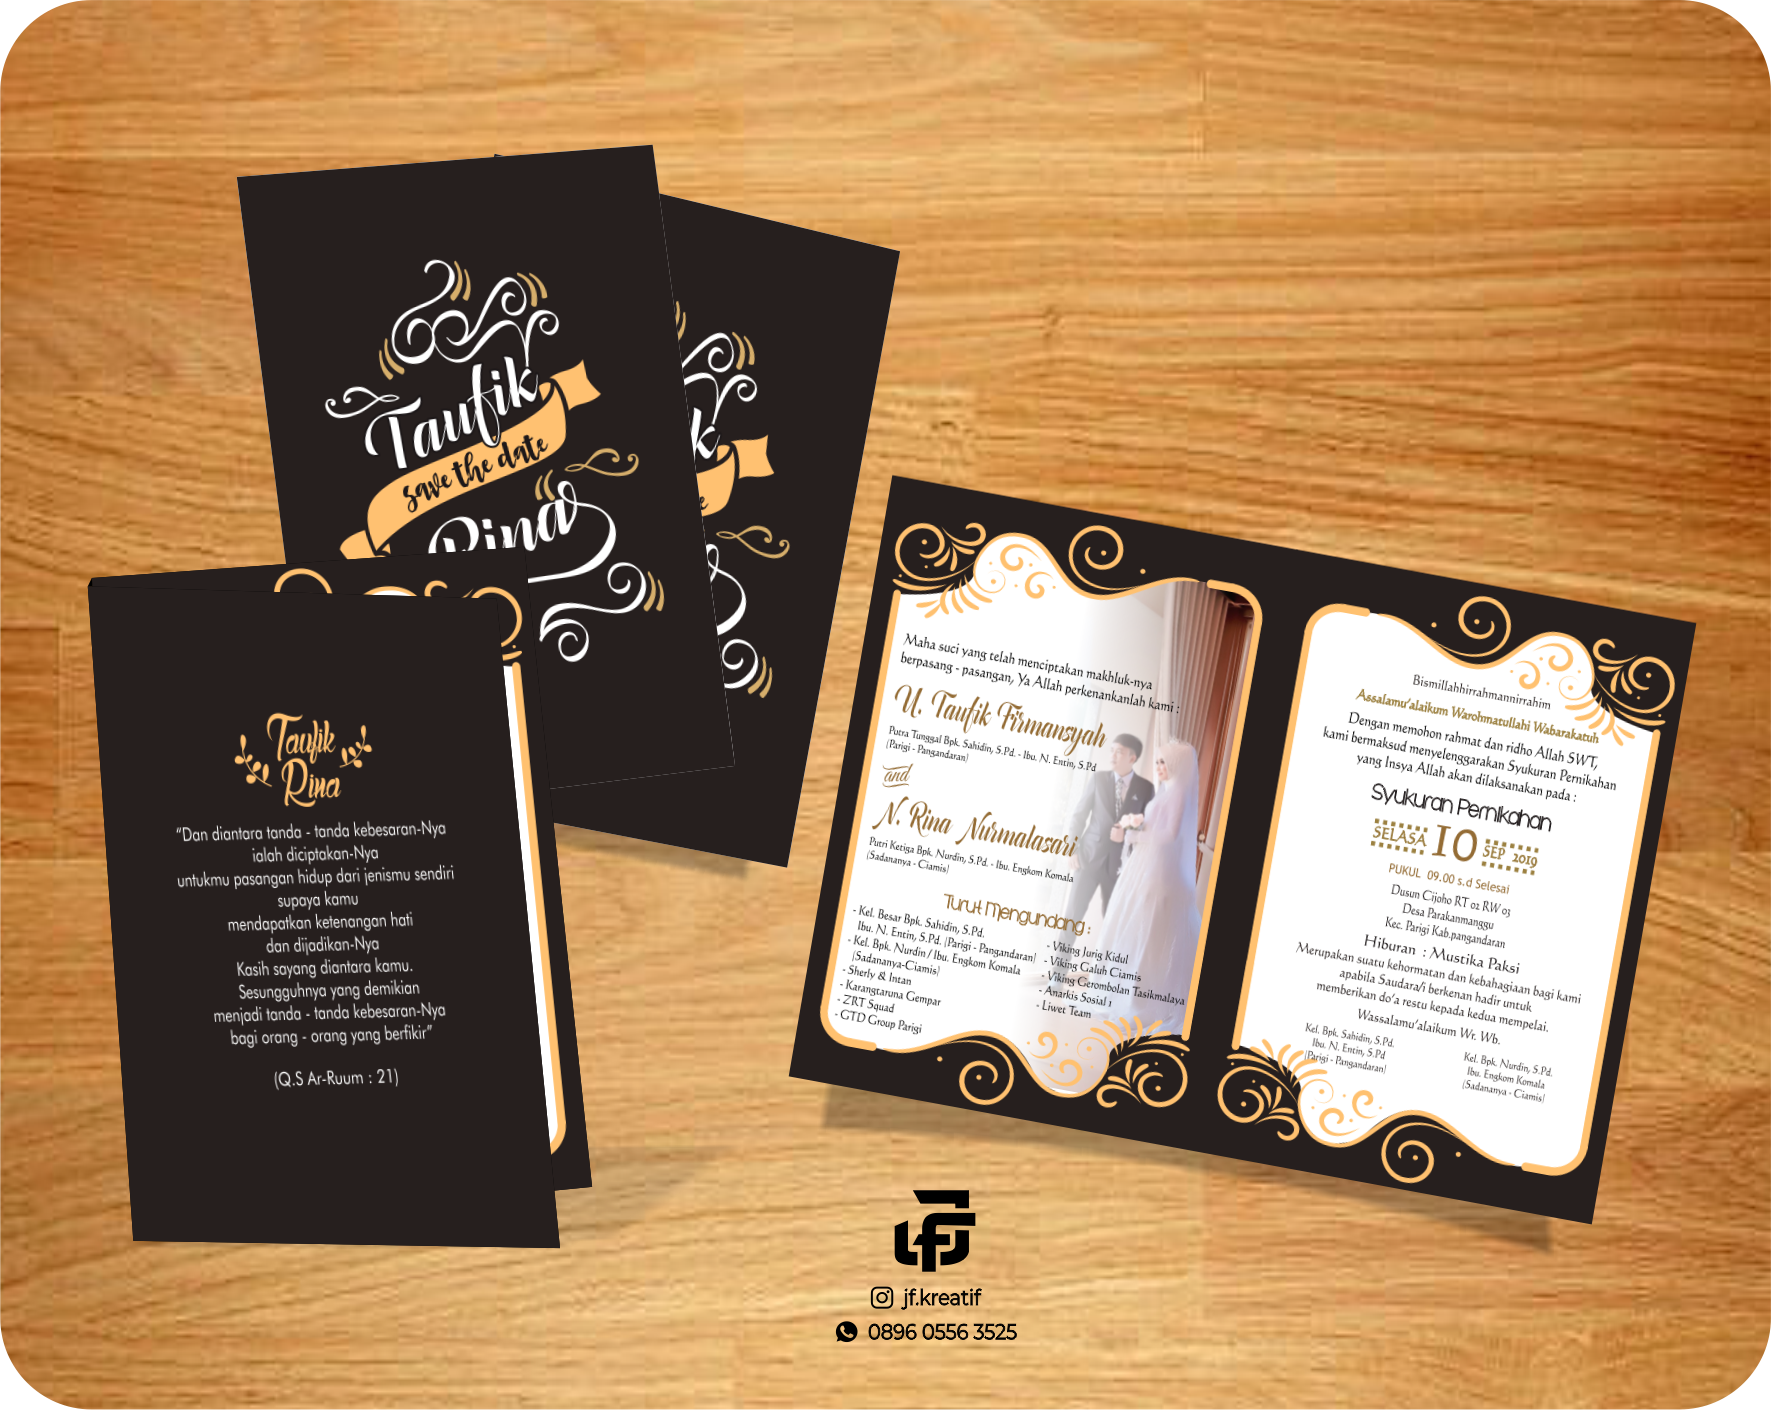 Taufik
save the date
Rina
k
e
Taufik
Rina
“Dan diantara tanda - tanda kebesaran-Nya
ialah diciptakan-Nya
untukmu pasangan hidup dari jenismu sendiri
supaya kamu
mendapatkan ketenangan hati
dan dijadikan-Nya
Kasih sayang diantara kamu.
Sesungguhnya yang demikian
menjadi tanda - tanda kebesaran-Nya
bagi orang - orang yang berfikir”
(Q.S Ar-Ruum : 21)
Maha suci yang telah menciptakan makhluk-nya
berpasang - pasangan, Ya Allah perkenankanlah kami :
U. Taufik Firmansyah
Putra Tunggal Bpk. Sahidin, S.Pd. - Ibu. N. Entin, S.Pd
(Parigi - Pangandaran)
and
N. Rina Nurmalasari
Putri Ketiga Bpk. Nurdin, S.Pd. - Ibu. Engkom Komala
(Sadananya - Ciamis)
Turut Mengundang :
- Kel. Besar Bpk. Sahidin, S.Pd.
Ibu. N. Entin, S.Pd. (Parigi - Pangandaran)
- Kel. Bpk. Nurdin / Ibu. Engkom Komala
(Sadananya-Ciamis)
- Sherly & Intan
- Karangtaruna Gempar
- ZRT Squad
- GTD Group Parigi
- Viking Jurig Kidul
- Viking Galuh Ciamis
- Viking Gerombolan Tasikmalaya
- Anarkis Sosial 1
- Liwet Team
Bismillahhirrahmannirrahim
Assalamu’alaikum Warohmatullahi Wabarakatuh
Dengan memohon rahmat dan ridho Allah SWT,
kami bermaksud menyelenggarakan Syukuran Pernikahan
yang Insya Allah akan dilaksanakan pada :
Syukuran Pernikahan
SELASA 10 SEP 2019
PUKUL 09.00 s.d Selesai
Dusun Cijoho RT 02 RW 03
Desa Parakanmanggu
Kec. Parigi Kab.pangandaran
Hiburan : Mustika Paksi
Merupakan suatu kehormatan dan kebahagiaan bagi kami
apabila Saudara/i berkenan hadir untuk
memberikan do’a restu kepada kedua mempelai.
Wassalamu’alaikum Wr. Wb.
Kel. Bpk. Sahidin, S.Pd.
Ibu. N. Entin, S.Pd
(Parigi - Pangandaran)
Kel. Bpk. Nurdin, S.Pd.
Ibu. Engkom Komala
(Sadananya - Ciamis)
jf.kreatif
0896 0556 3525